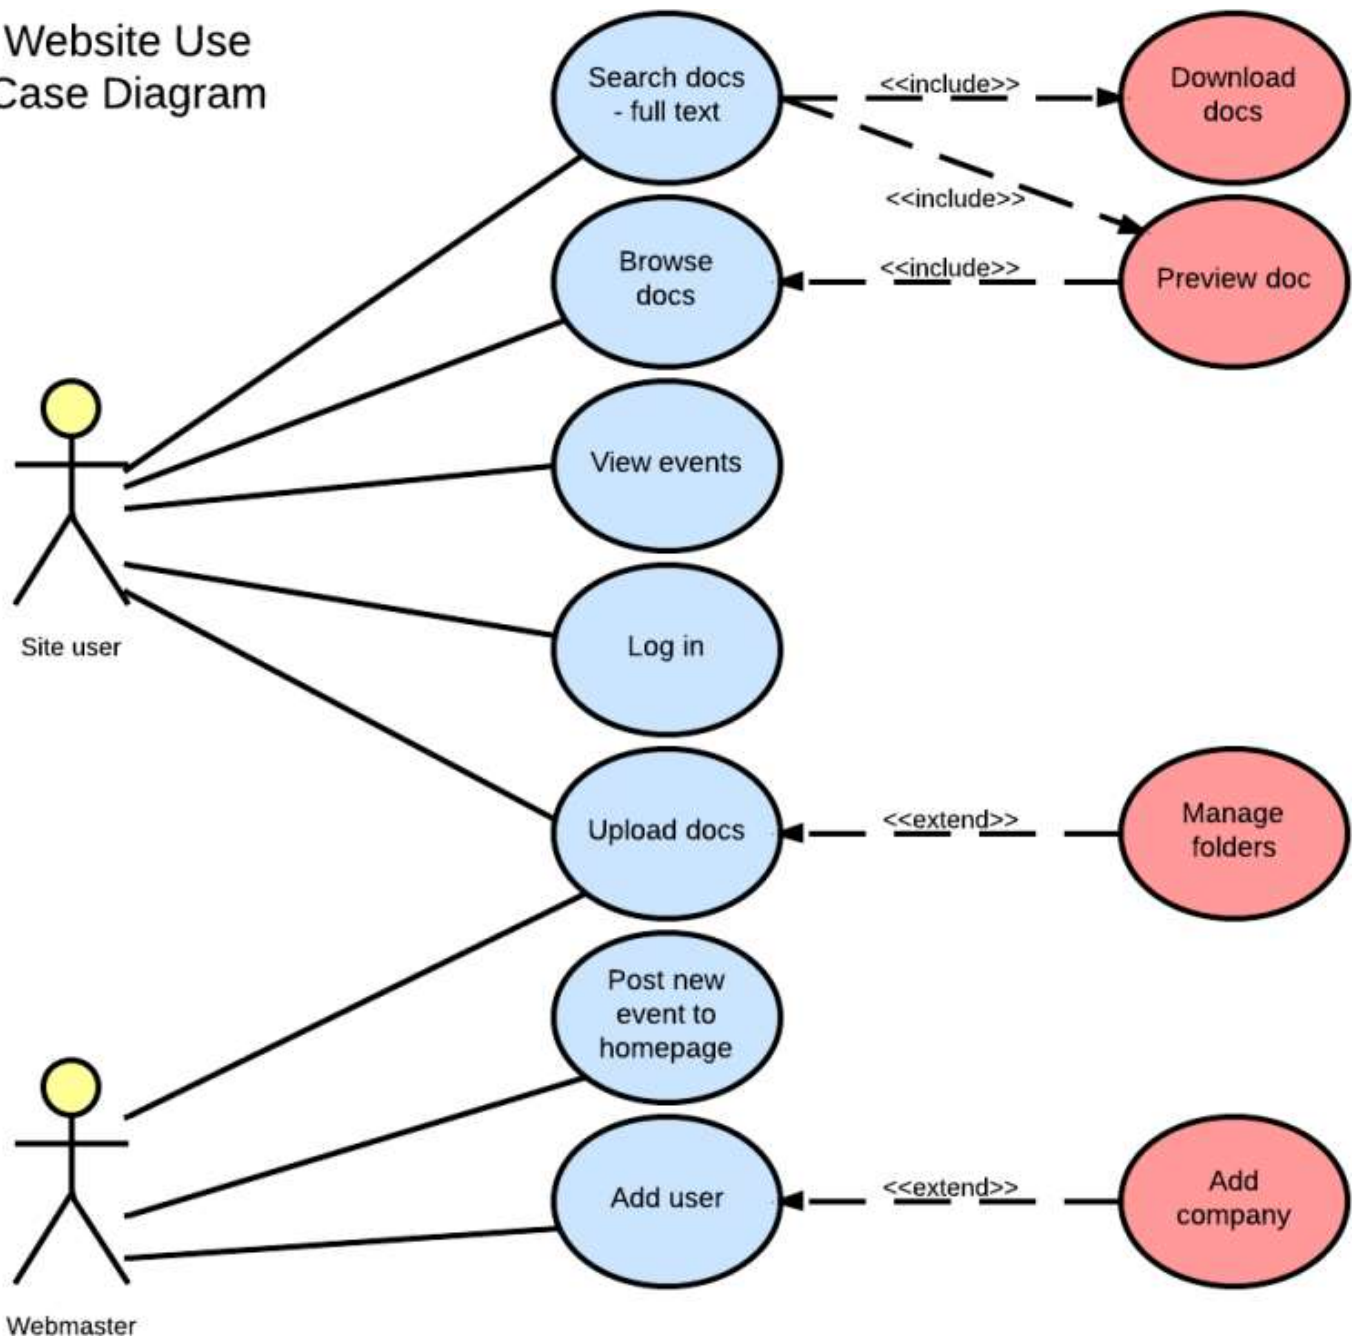 Website Use
Case Diagram
Search docs
- full text
<<include>>
Download
docs
<<include>>
Browse
docs
<<include>>
Preview doc
View events
Site user
Log in
Upload docs
<<extend>>
Manage
folders
Post new
event to
homepage
Add user
<<extend>>
Add
company
Webmaster